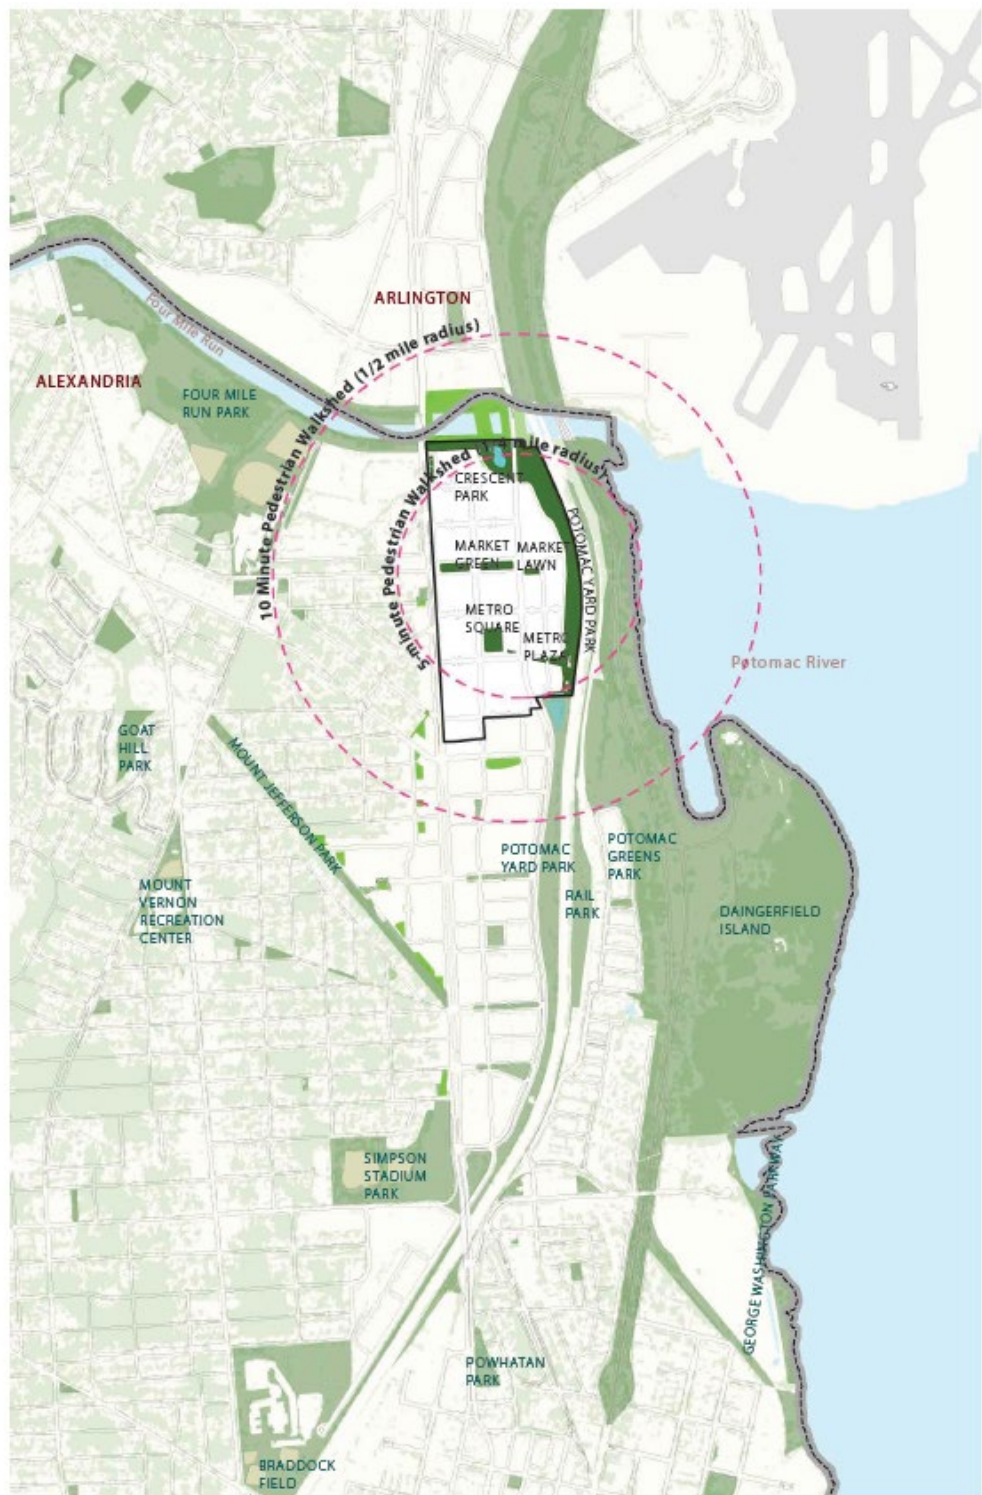 ARLINGTON
Four Mile Run
10 Minute Pedestrian Walkshed (1/2 mile radius)
ALEXANDRIA
FOUR MILE
RUN PARK
5-minute Pedestrian Walkshed (1/4 mile radius)
CRESCENT
PARK
MARKET
GREEN
MARKET
LAWN
POTOMAC YARD PARK
METRO
SQUARE
METRO
PLAZA
Potomac River
GOAT
HILL
PARK
MOUNT JEFFERSON PARK
POTOMAC
YARD PARK
POTOMAC
GREENS
PARK
RAIL
PARK
MOUNT
VERNON
RECREATION
CENTER
DAINGERFIELD
ISLAND
SIMPSON
STADIUM
PARK
GEORGE WASHINGTON PARKWAY
POWHATAN
PARK
BRADDOCK
FIELD